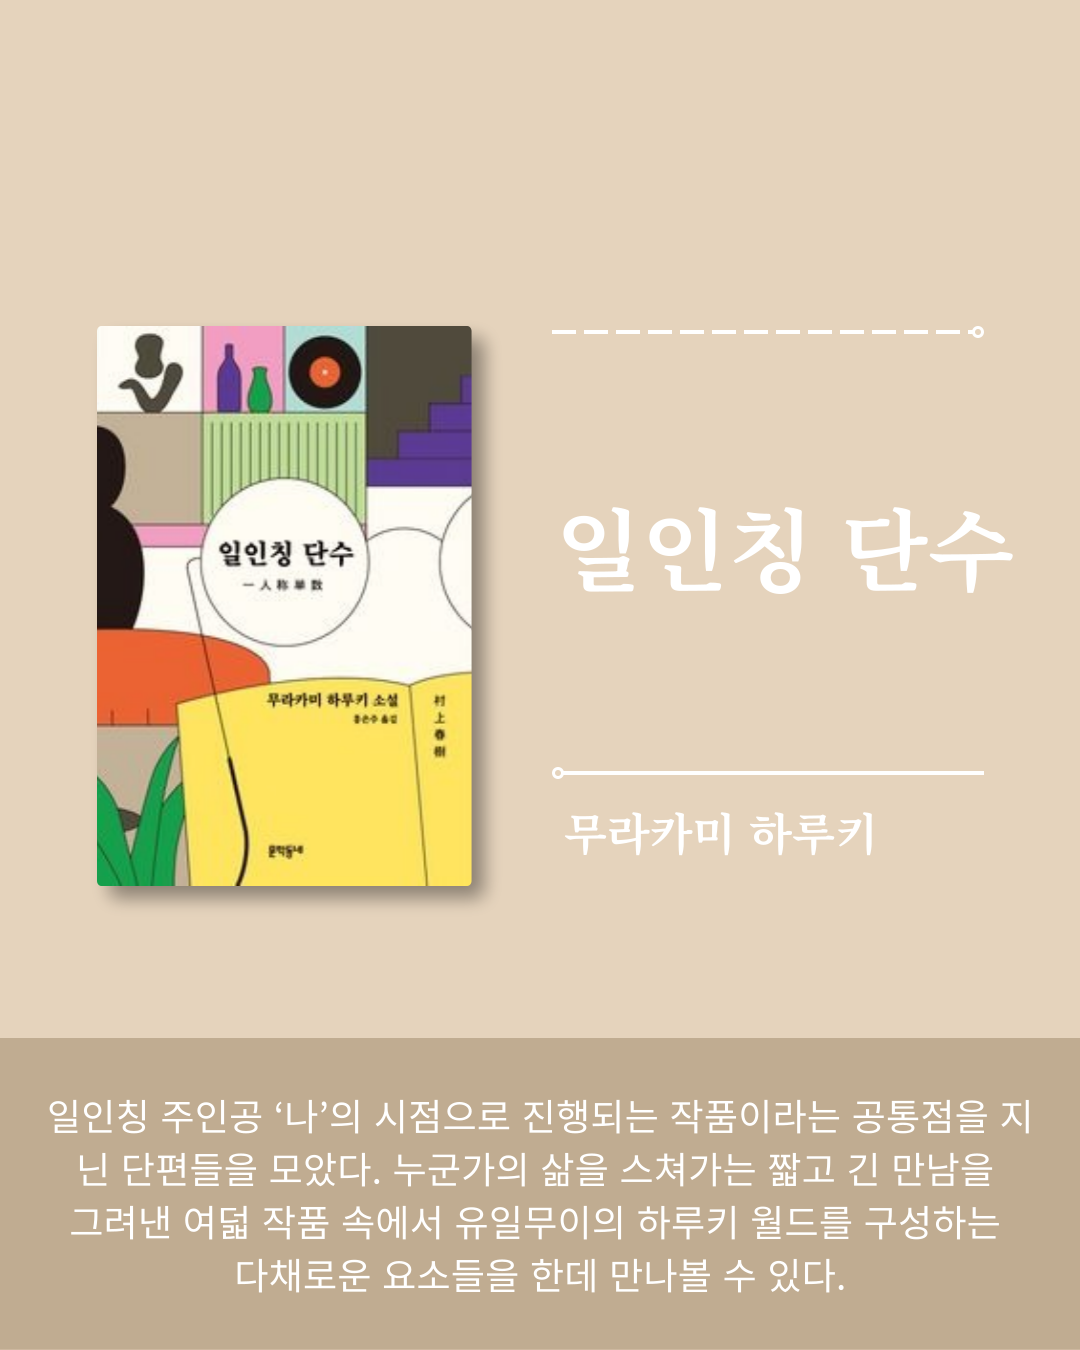 일인칭 단수
一人称単数
무라카미 하루키 소설
홍은주 옮김
村上春樹
문학동네
일인칭 단수
무라카미 하루키
일인칭 주인공 ‘나’의 시점으로 진행되는 작품이라는 공통점을 지
닌 단편들을 모았다. 누군가의 삶을 스쳐가는 짧고 긴 만남을
그려낸 여덟 작품 속에서 유일무이의 하루키 월드를 구성하는
다채로운 요소들을 한데 만나볼 수 있다.